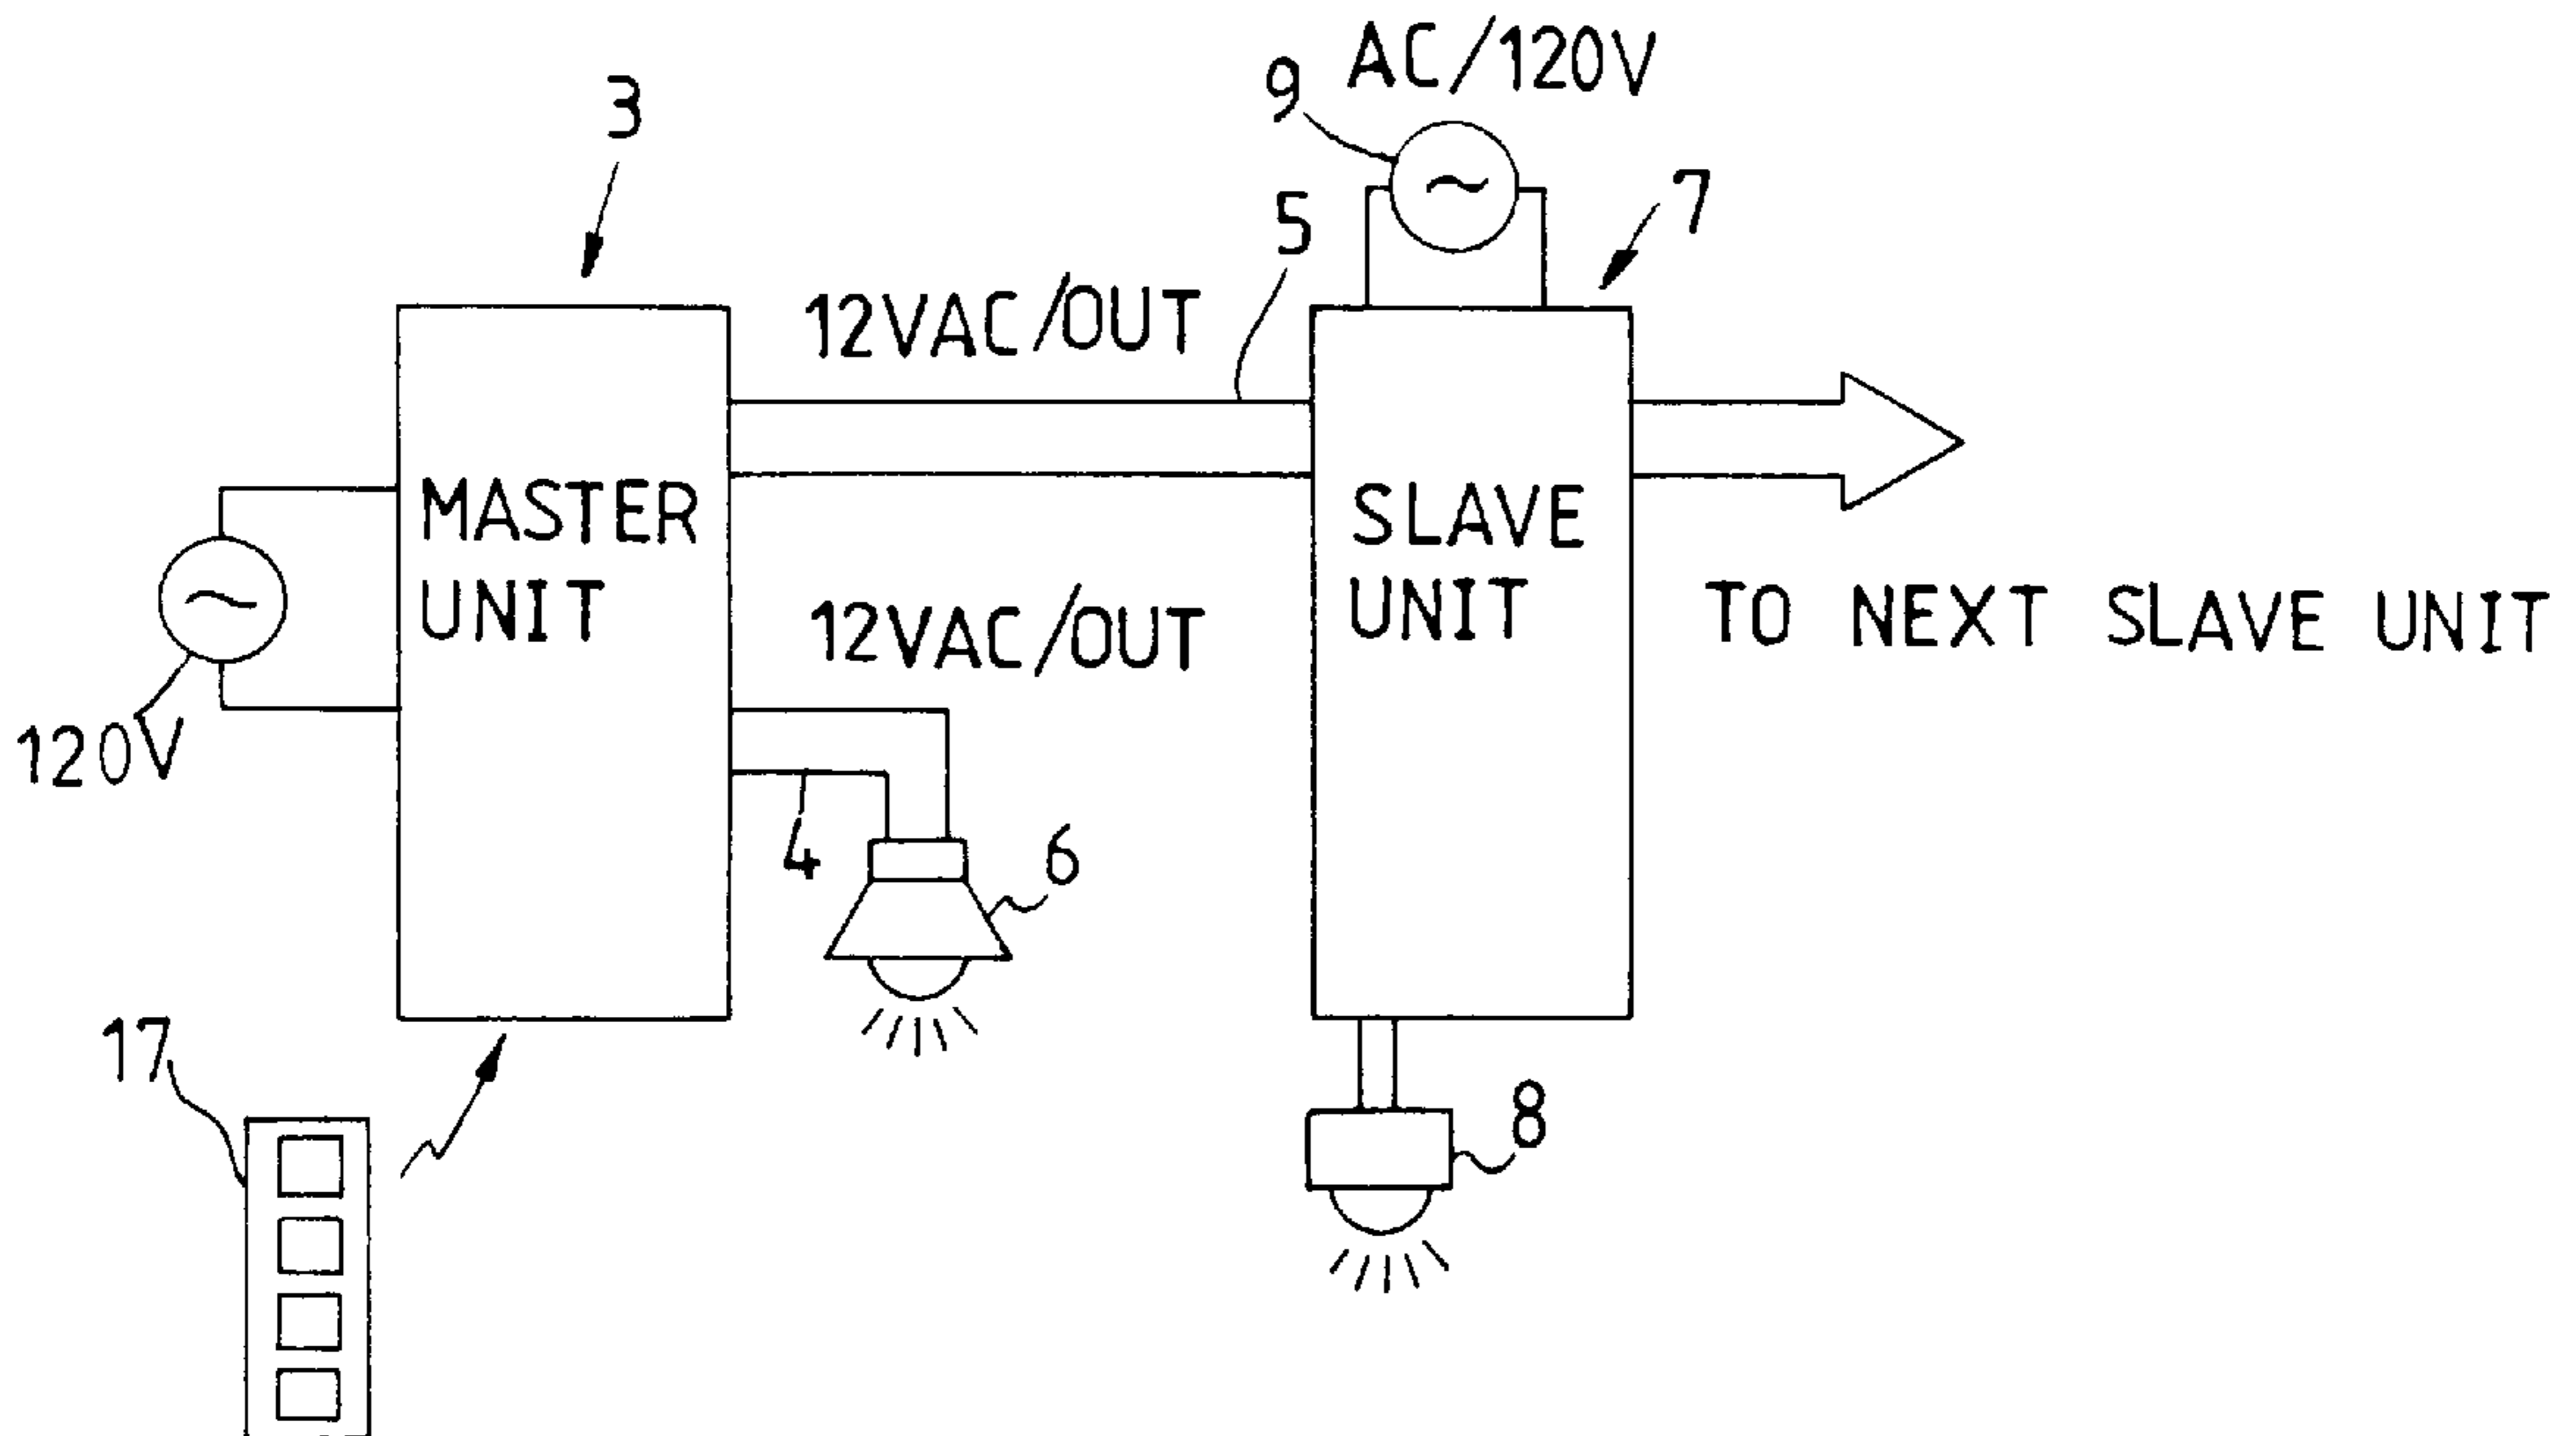 3
9
AC/120V
7
5
12VAC/OUT
MASTER
UNIT
SLAVE
UNIT
12VAC/OUT
TO NEXT SLAVE UNIT
120V
4
6
17
8